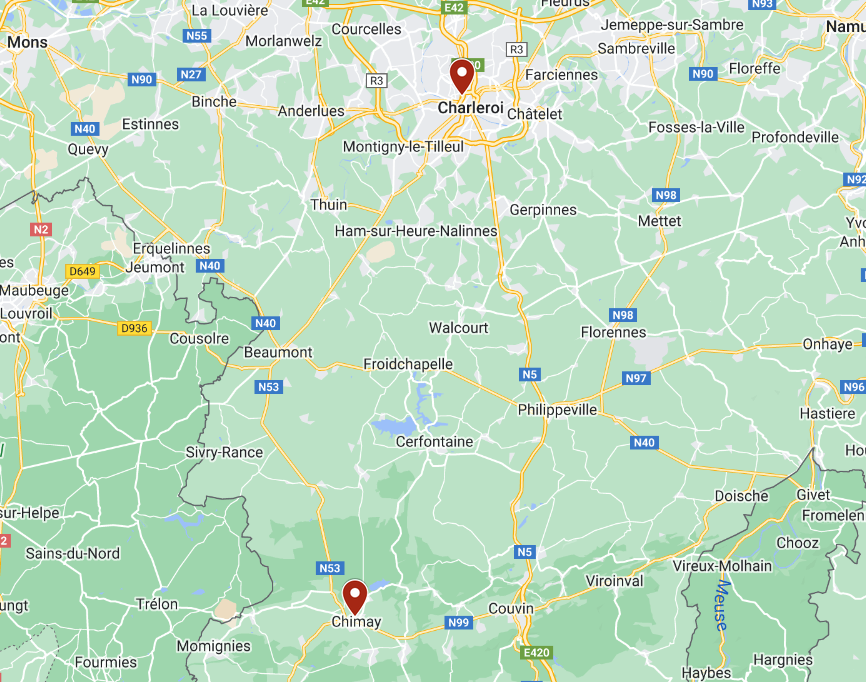 La Louvière
E42
E42
Fleurus
N93
Mons
N55
Courcelles
Jemeppe-sur-Sambre
Namu
Morlanwelz
R3
Sambreville
N90
N27
R3
Farciennes
N90
Floreffe
Binche
Anderlues
Charleroi
Châtelet
N40
Estinnes
Fosses-la-Ville
Profondeville
Quevy
Montigny-le-Tilleul
N92
N98
Thuin
Gerpinnes
Mettet
Yvo
Anh
N2
Ham-sur-Heure-Nalinnes
Erquelinnes
es
D649
Jeumont
N40
Maubeuge
Louvroil
N40
N98
D936
Walcourt
Florennes
ont
Cousolre
Beaumont
Onhaye
Froidchapelle
N5
N97
N53
N96
Philippeville
Hastiere
Cerfontaine
N40
Sivry-Rance
Hou
Doische
Givet
sur-Helpe
Fromelen
2
N5
Chooz
Sains-du-Nord
N53
Vireux-Molhain
Viroinval
Trélon
Couvin
Meuse
ungt
Chimay
N99
Momignies
E420
Fourmies
Hargnies
Haybes